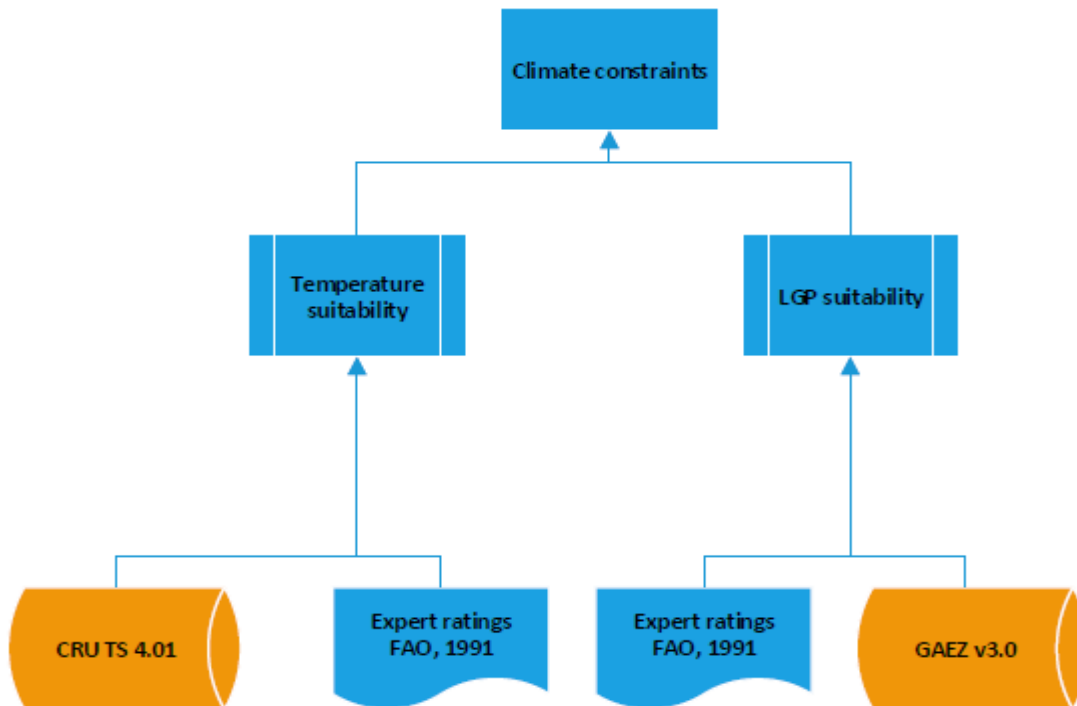 Climate constraints
Temperature
suitability
LGP suitability
CRU TS 4.01
Expert ratings
FAO, 1991
Expert ratings
FAO, 1991
GAEZ v3.0